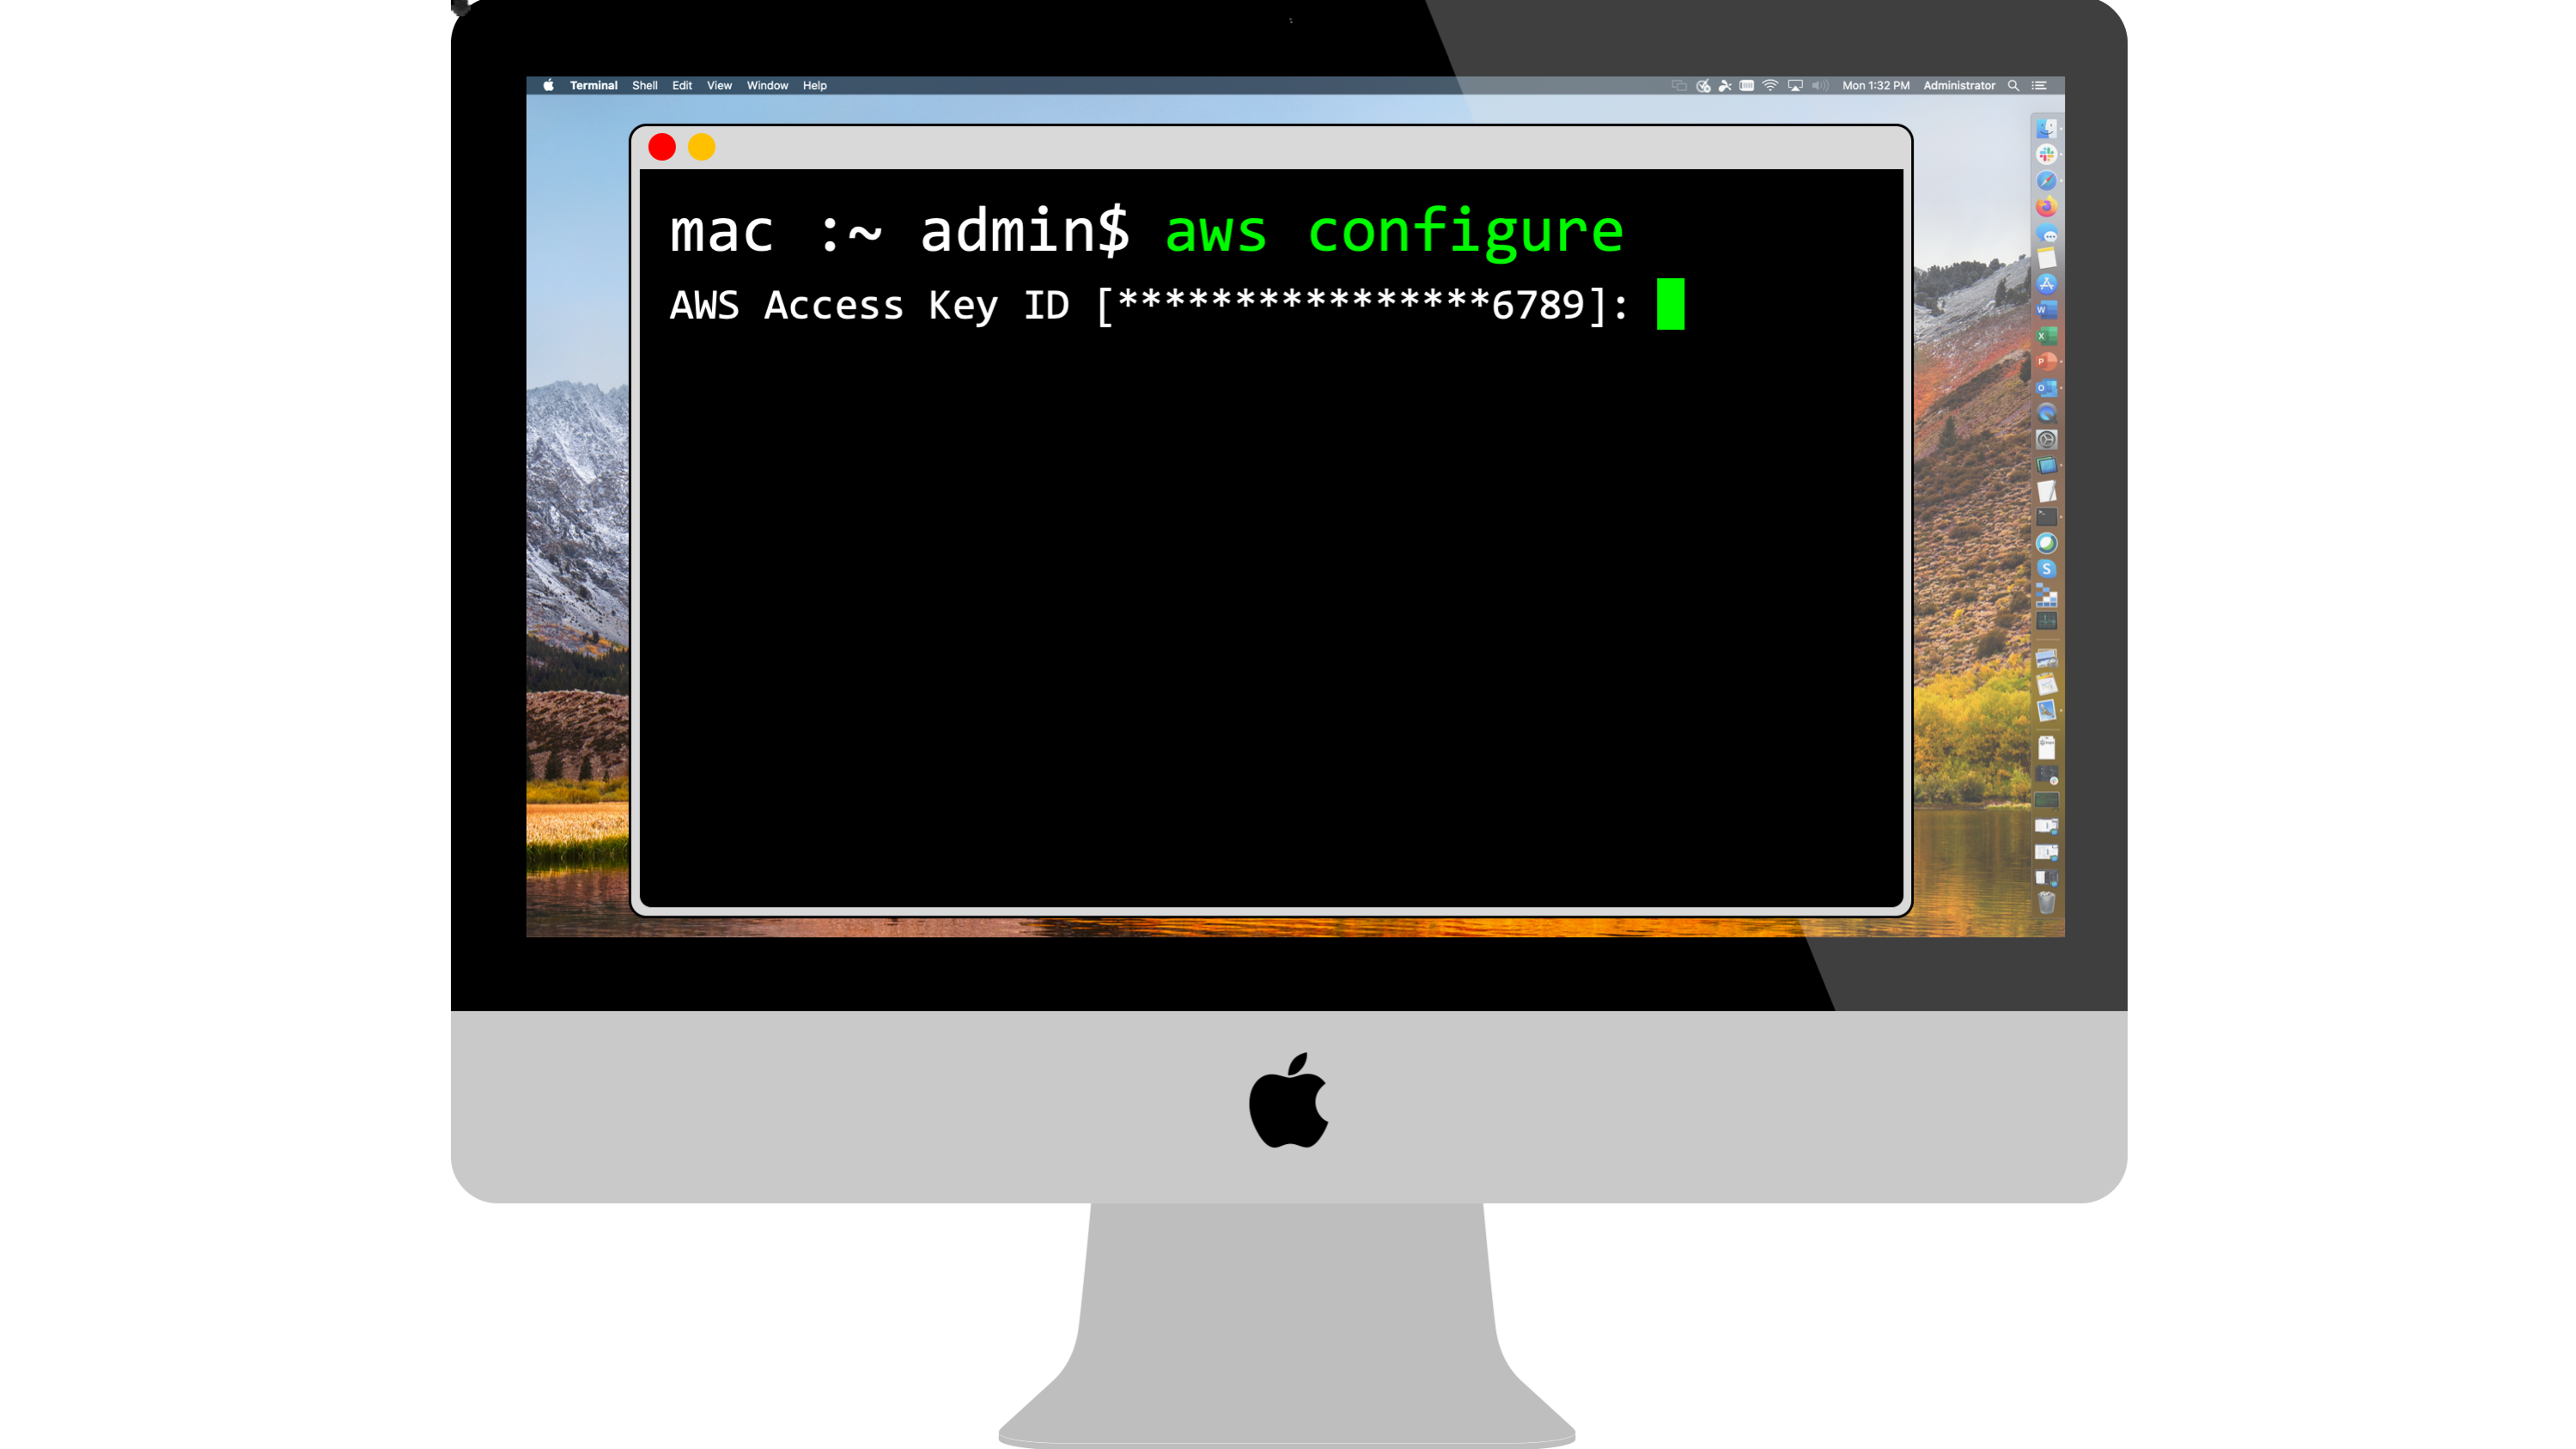 Terminal Shell Edit View Window Help Mon 1:32 PM Administrator
mac :~ admin$ aws configure
AWS Access Key ID [****************6789]: